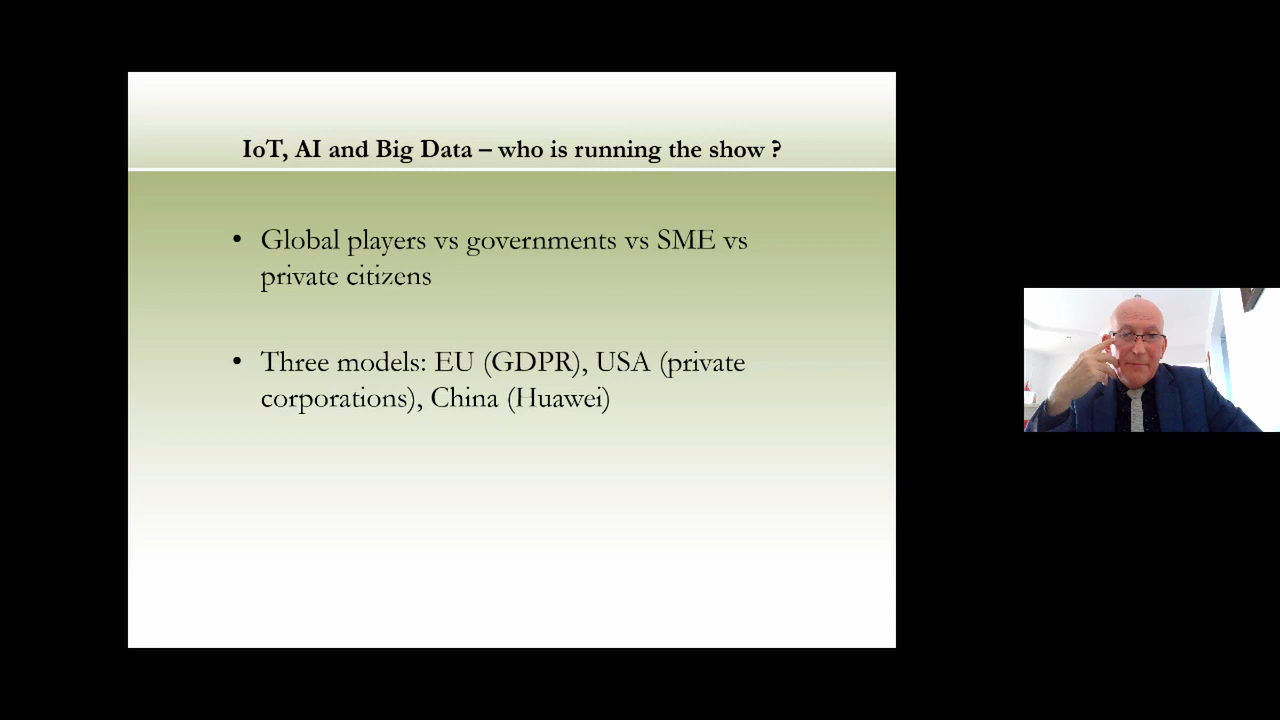 IoT, AI and Big Data – who is running the show ?
• Global players vs governments vs SME vs
private citizens
• Three models: EU (GDPR), USA (private
corporations), China (Huawei)